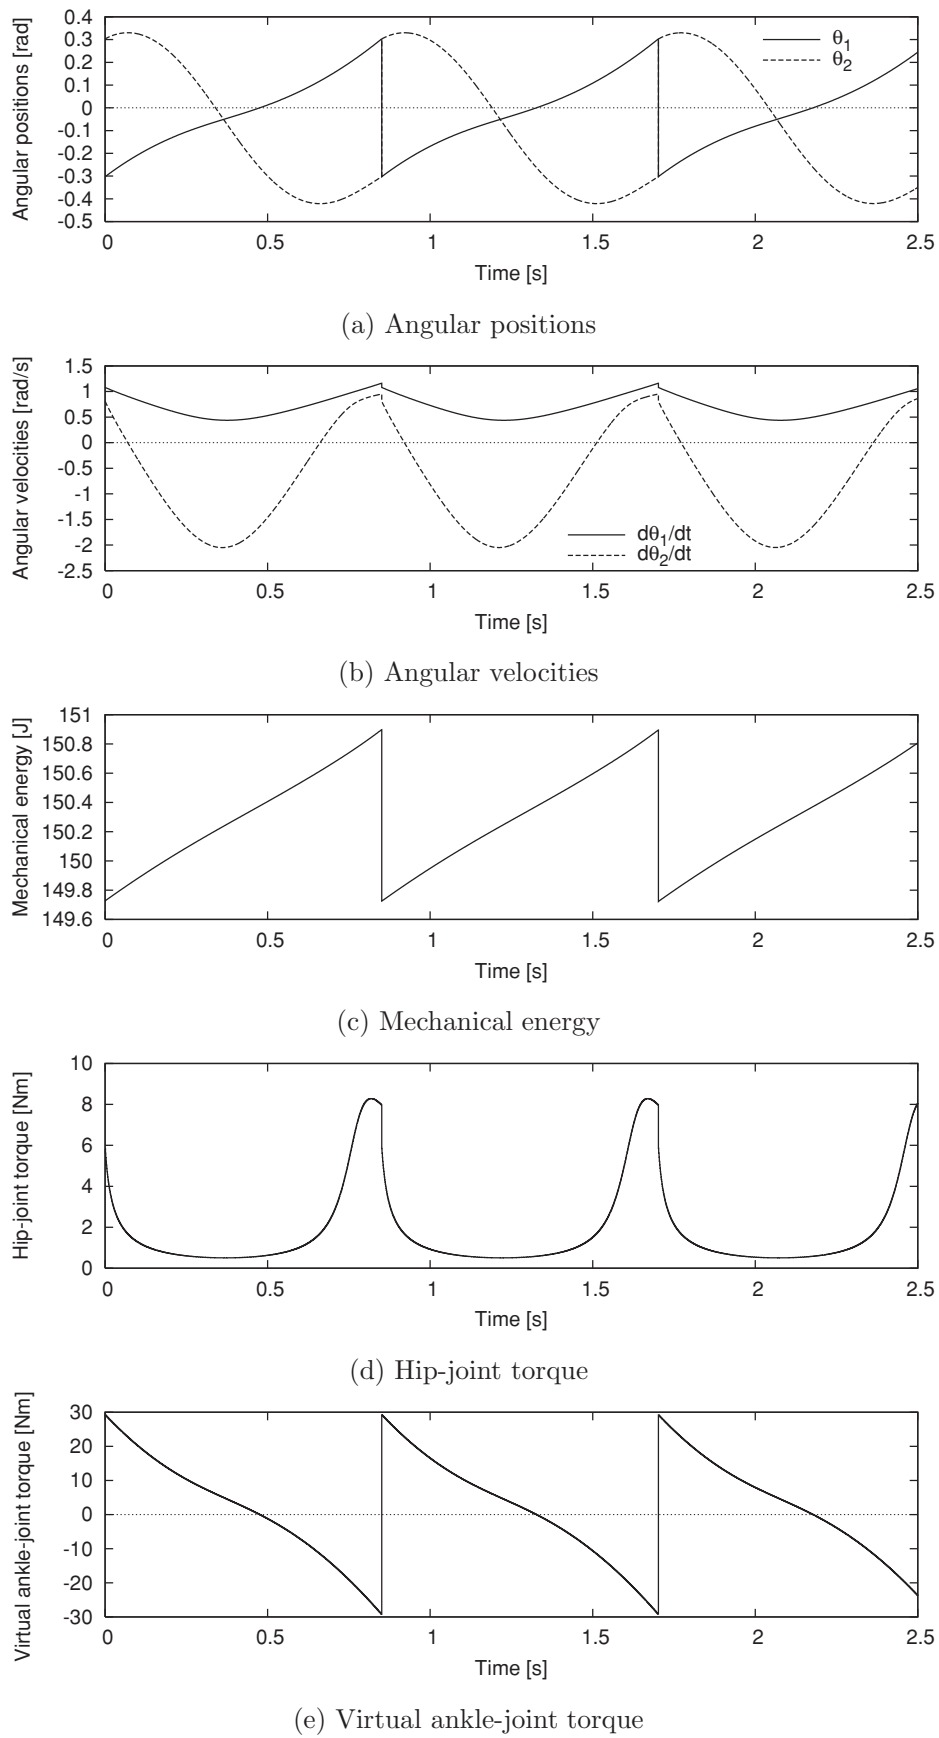 0.4
0.3
0.2
0.1
0
-0.1
-0.2
-0.3
-0.4
-0.5
Angular positions [rad]
θ1
θ2
0 0.5 1 1.5 2 2.5
Time [s]
(a) Angular positions
1.5
1
0.5
0
-0.5
-1
-1.5
-2
-2.5
Angular velocities [rad/s]
dθ1/dt
dθ2/dt
0 0.5 1 1.5 2 2.5
Time [s]
(b) Angular velocities
151
150.8
150.6
150.4
150.2
150
149.8
149.6
Mechanical energy [J]
0 0.5 1 1.5 2 2.5
Time [s]
(c) Mechanical energy
10
8
6
4
2
0
Hip-joint torque [Nm]
0 0.5 1 1.5 2 2.5
Time [s]
(d) Hip-joint torque
30
20
10
0
-10
-20
-30
Virtual ankle-joint torque [Nm]
0 0.5 1 1.5 2 2.5
Time [s]
(e) Virtual ankle-joint torque